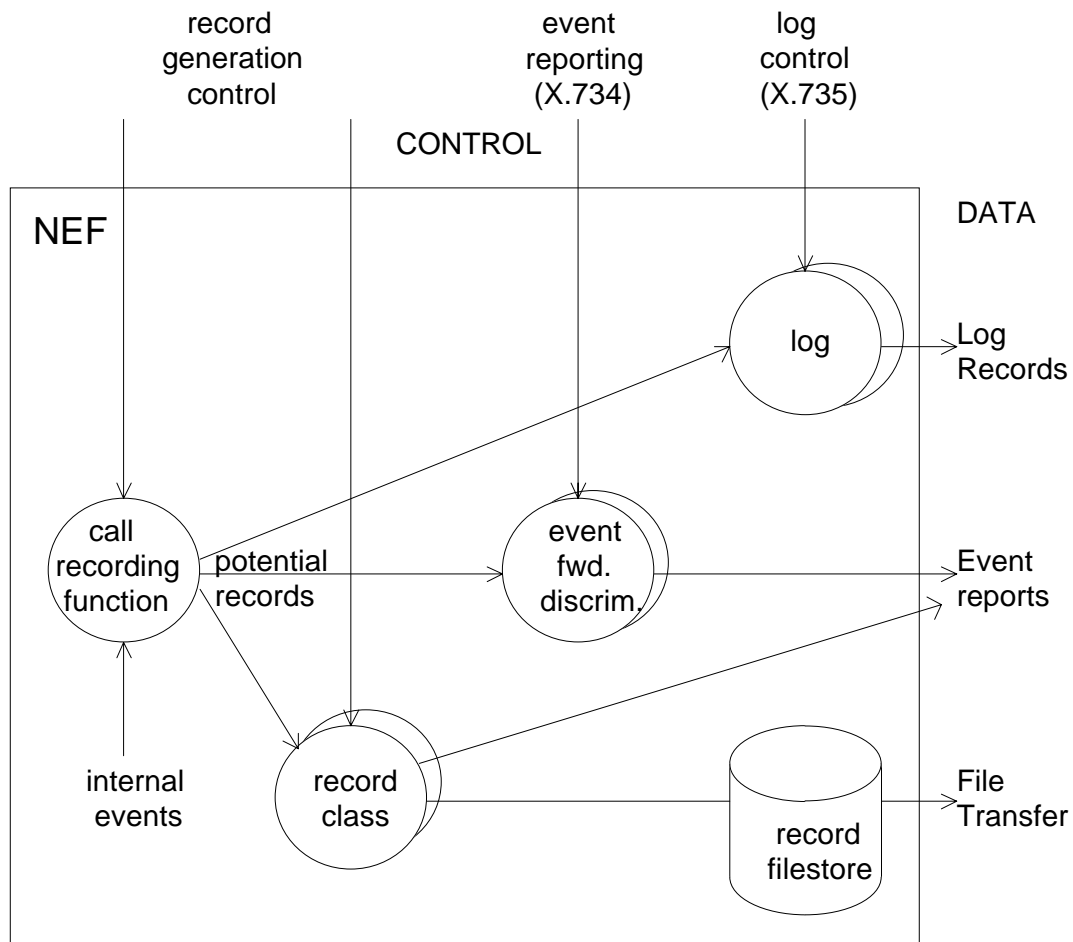 record
generation
control
event
reporting
(X.734)
log
control
(X.735)
CONTROL
NEF
DATA
log
Log
Records
call
recording
function
potential
records
event
fwd.
discrim.
Event
reports
internal
events
record
class
record
filestore
File
Transfer